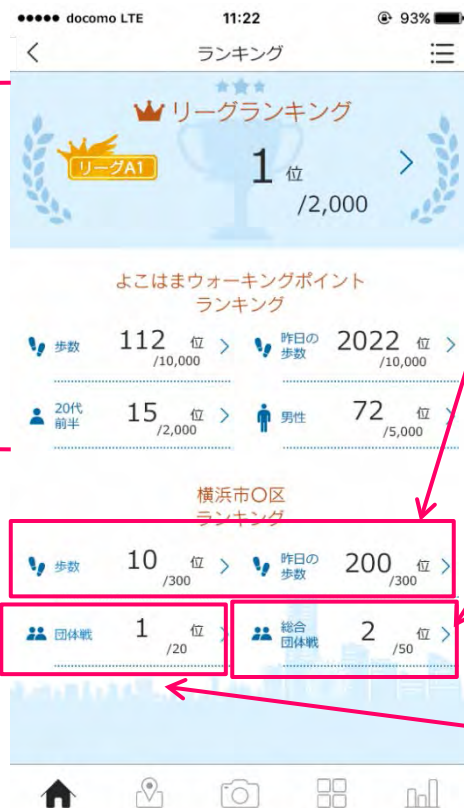 ●●●●● docomo LTE 11:22 93%
ランキング
リーグランキング
リーグA1
1 位
/2,000
よこはまウォーキングポイント
ランキング
歩数 112 位 /10,000 昨日の歩数 2022 位 /10,000
20代前半 15 位 /2,000 男性 72 位 /5,000
横浜市〇区
ランキング
歩数 10 位 /300 昨日の歩数 200 位 /300
団体戦 1 位 /20 総合団体戦 2 位 /50